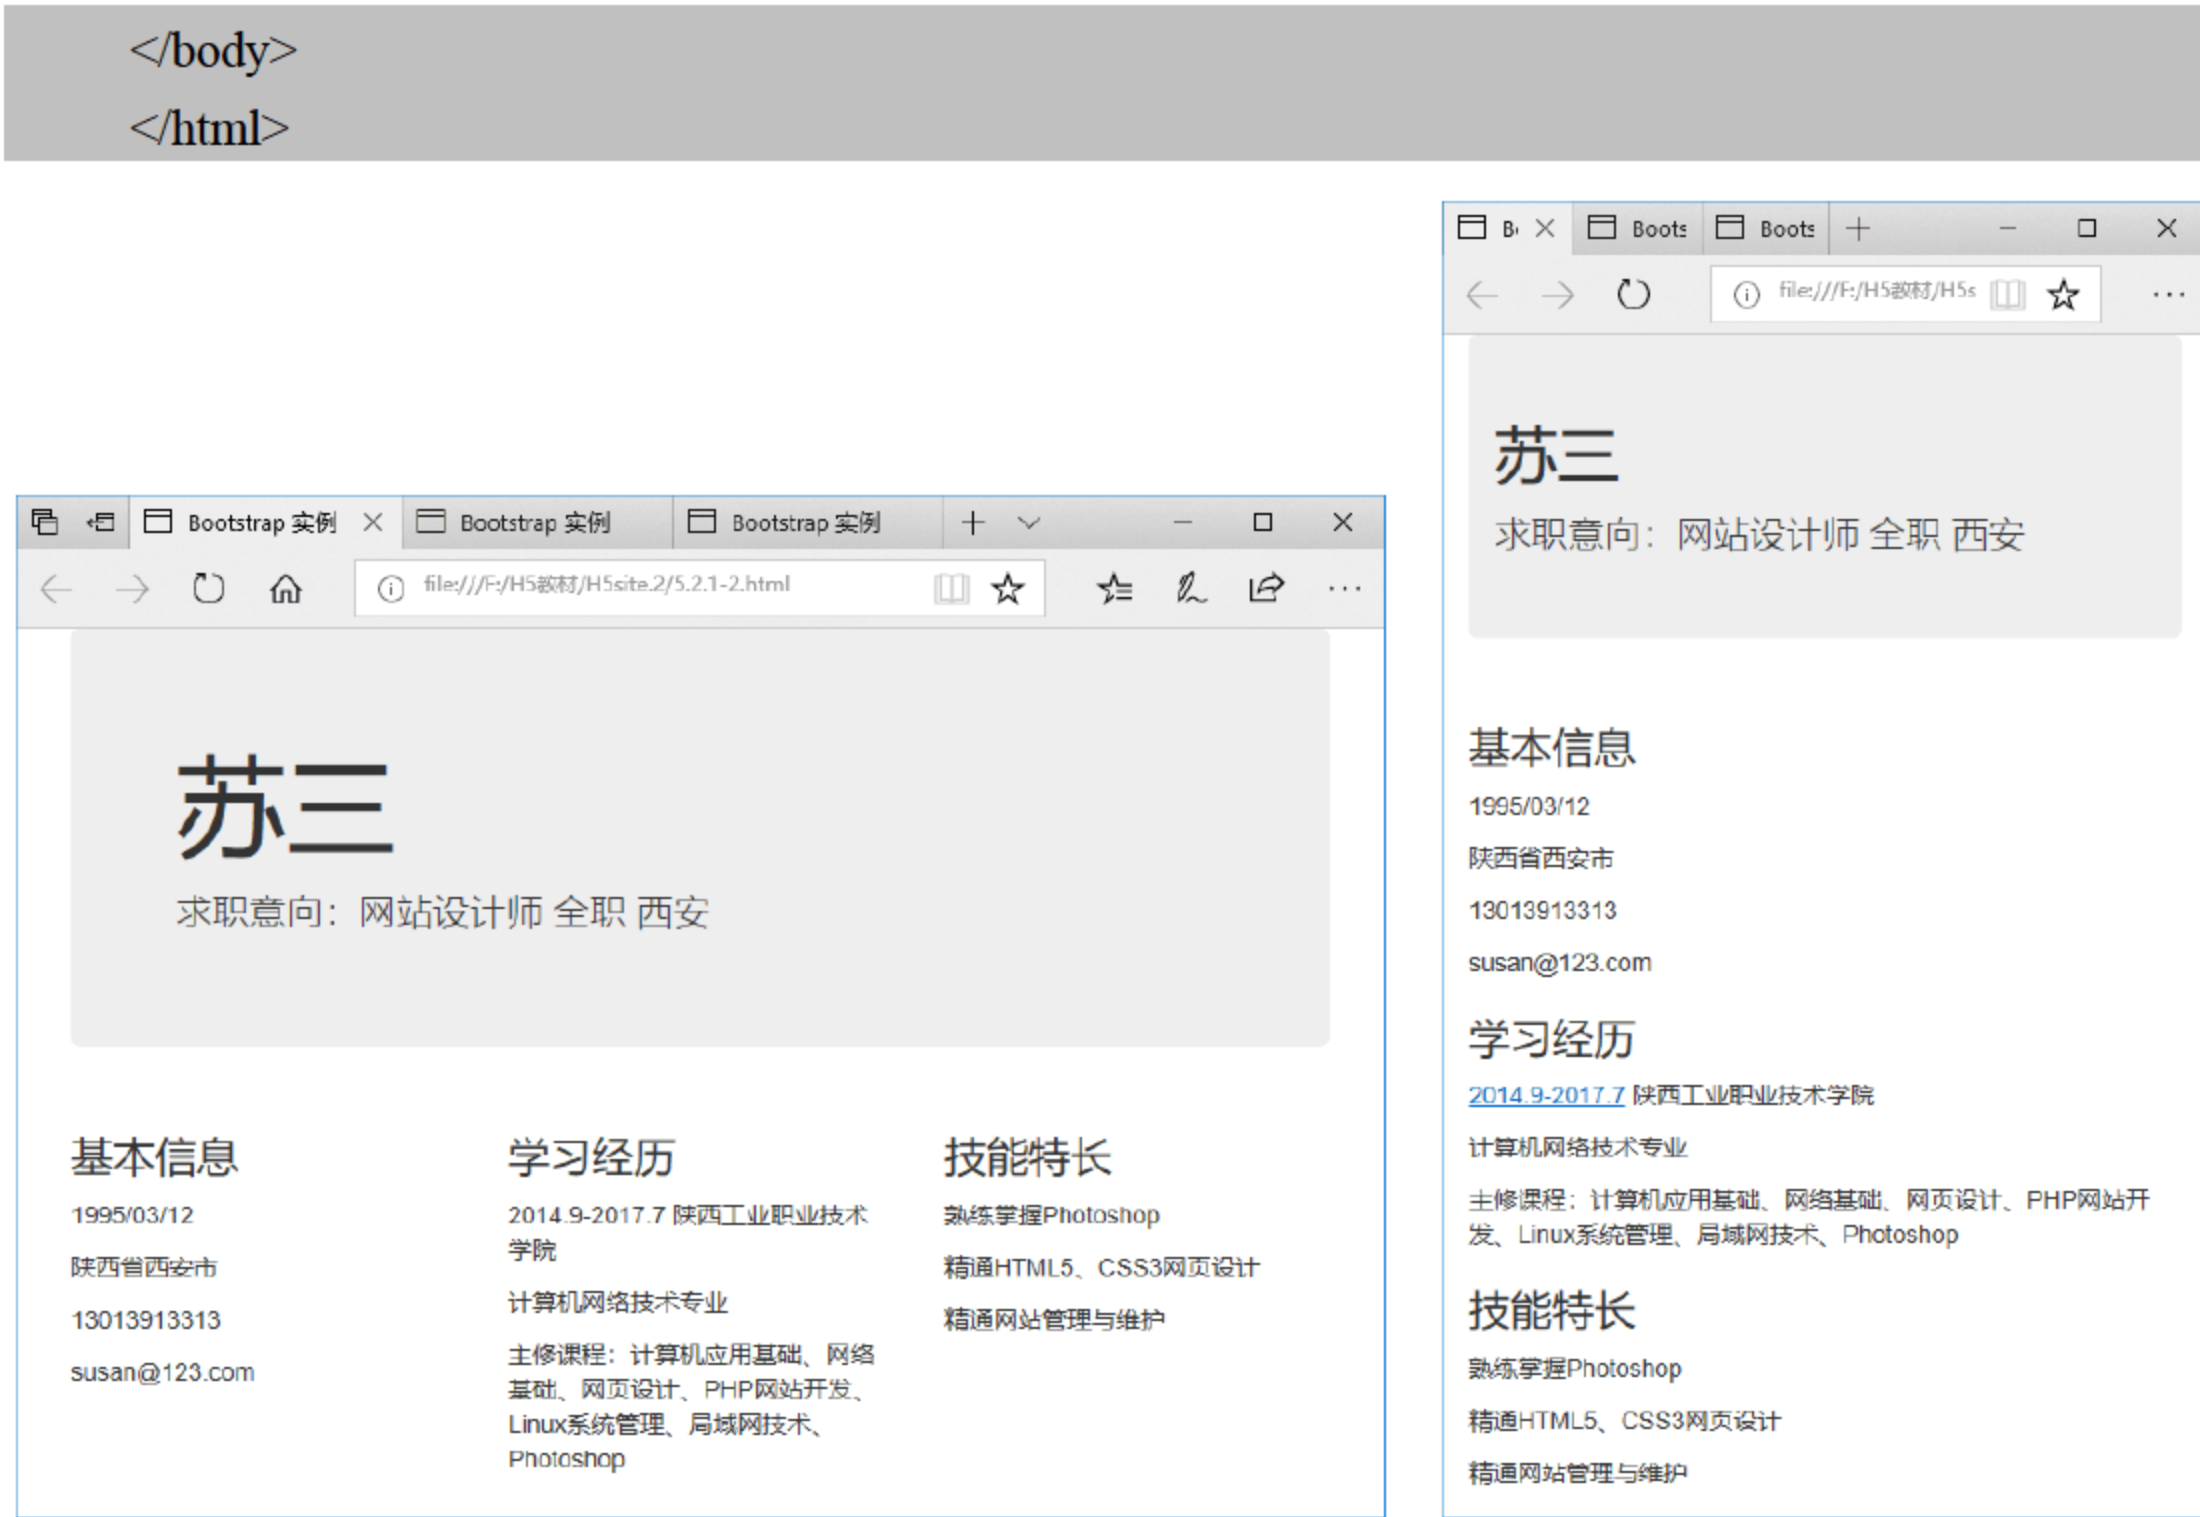 </body>
</html>
Bootstrap 实例
Bootstrap 实例
Bootstrap 实例
file:///F:/H5教材/H5site.2/5.2.1-2.html
苏三
求职意向：网站设计师 全职 西安
基本信息
1995/03/12
陕西省西安市
13013913313
susan@123.com
学习经历
2014.9-2017.7 陕西工业职业技术
学院
计算机网络技术专业
主修课程：计算机应用基础、网络
基础、网页设计、PHP网站开发、
Linux系统管理、局域网技术、
Photoshop
技能特长
熟练掌握Photoshop
精通HTML5、CSS3网页设计
精通网站管理与维护
Boots
Boots
file:///F:/H5教材/H5s
苏三
求职意向：网站设计师 全职 西安
基本信息
1995/03/12
陕西省西安市
13013913313
susan@123.com
学习经历
2014.9-2017.7 陕西工业职业技术学院
计算机网络技术专业
主修课程：计算机应用基础、网络基础、网页设计、PHP网站开
发、Linux系统管理、局域网技术、Photoshop
技能特长
熟练掌握Photoshop
精通HTML5、CSS3网页设计
精通网站管理与维护